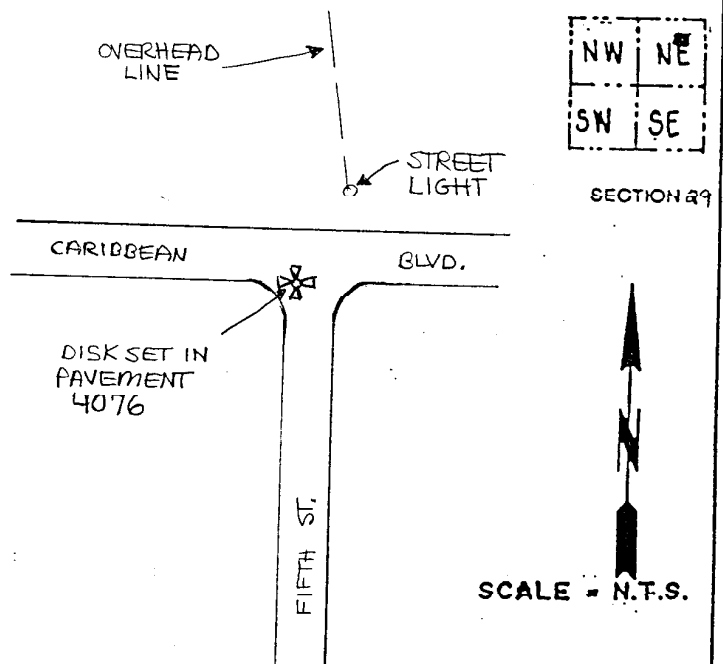 OVERHEAD
LINE
NW NE
SW SE
STREET
LIGHT
SECTION 29
CARIBBEAN BLVD.
DISK SET IN
PAVEMENT
4076
N
FIFTH ST.
SCALE = N.T.S.